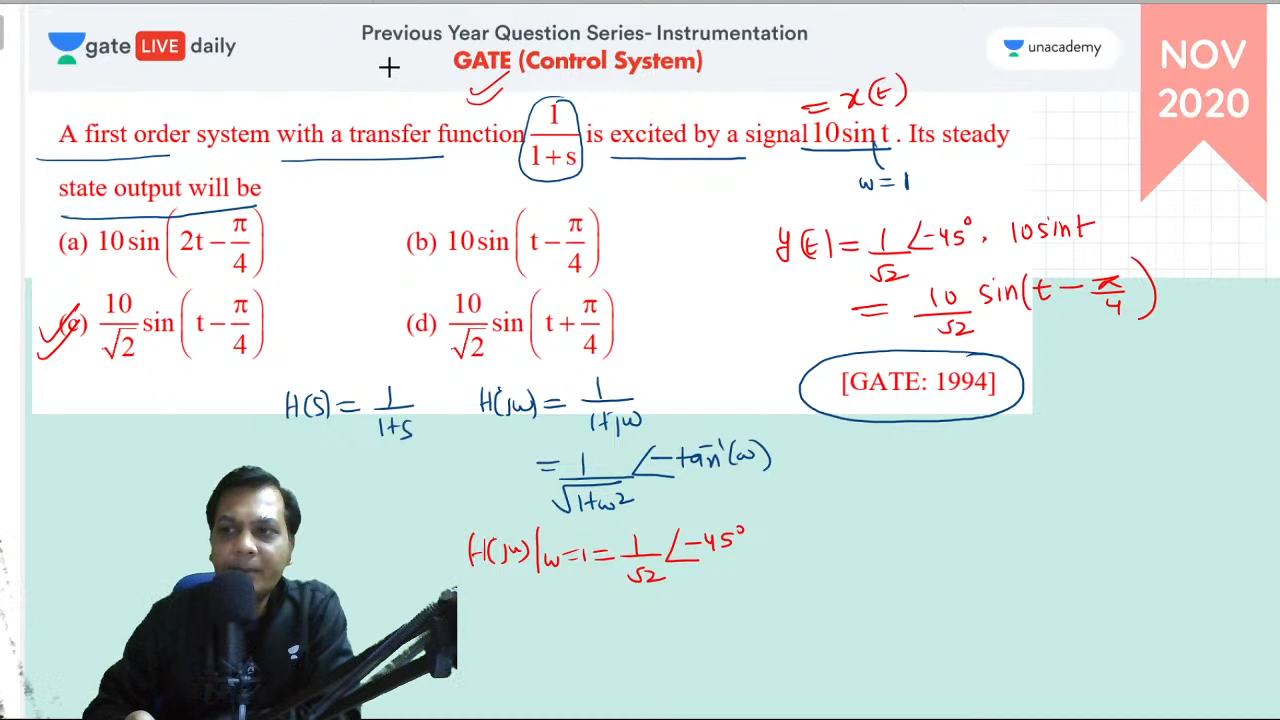 gate LIVE daily
Previous Year Question Series- Instrumentation
GATE (Control System)
unacademy
NOV
2020
= x(t)
A first order system with a transfer function 1/(1+s) is excited by a signal 10 sin t . Its steady
ω = 1
state output will be
(a) 10 sin(2t − π/4)
(b) 10 sin(t − π/4)
(c) 10/√2 sin(t − π/4)
(d) 10/√2 sin(t + π/4)
y(t) = 1/√2 ∠-45° . 10sint
= 10/√2 sin(t − π/4)
[GATE: 1994]
H(s) = 1/(1+s)
H(jω) = 1/(1+jω)
= 1/√(1+ω²) ∠−tan⁻¹(ω)
H(jω)|ω=1 = 1/√2 ∠−45°